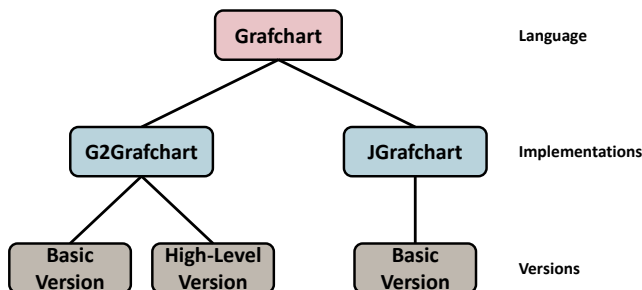 Grafchart
Language
G2Grafchart
JGrafchart
Implementations
Basic
Version
High-Level
Version
Basic
Version
Versions